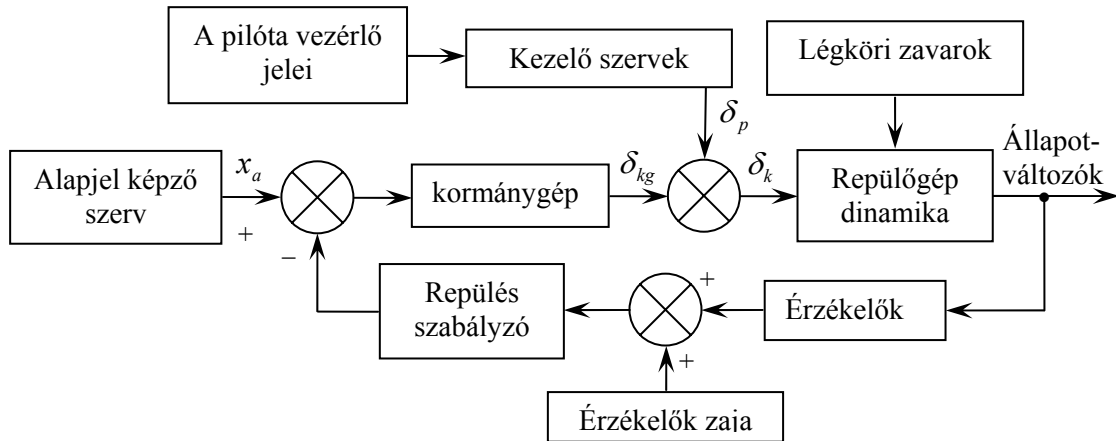 A pilóta vezérlő
jelei
Kezelő szervek
Légköri zavarok
δp
Alapjel képző
szerv
xa
+
−
kormánygép
δkg
δk
Repülőgép
dinamika
Állapot-
változók
Repülés
szabályzó
+
+
Érzékelők
Érzékelők zaja